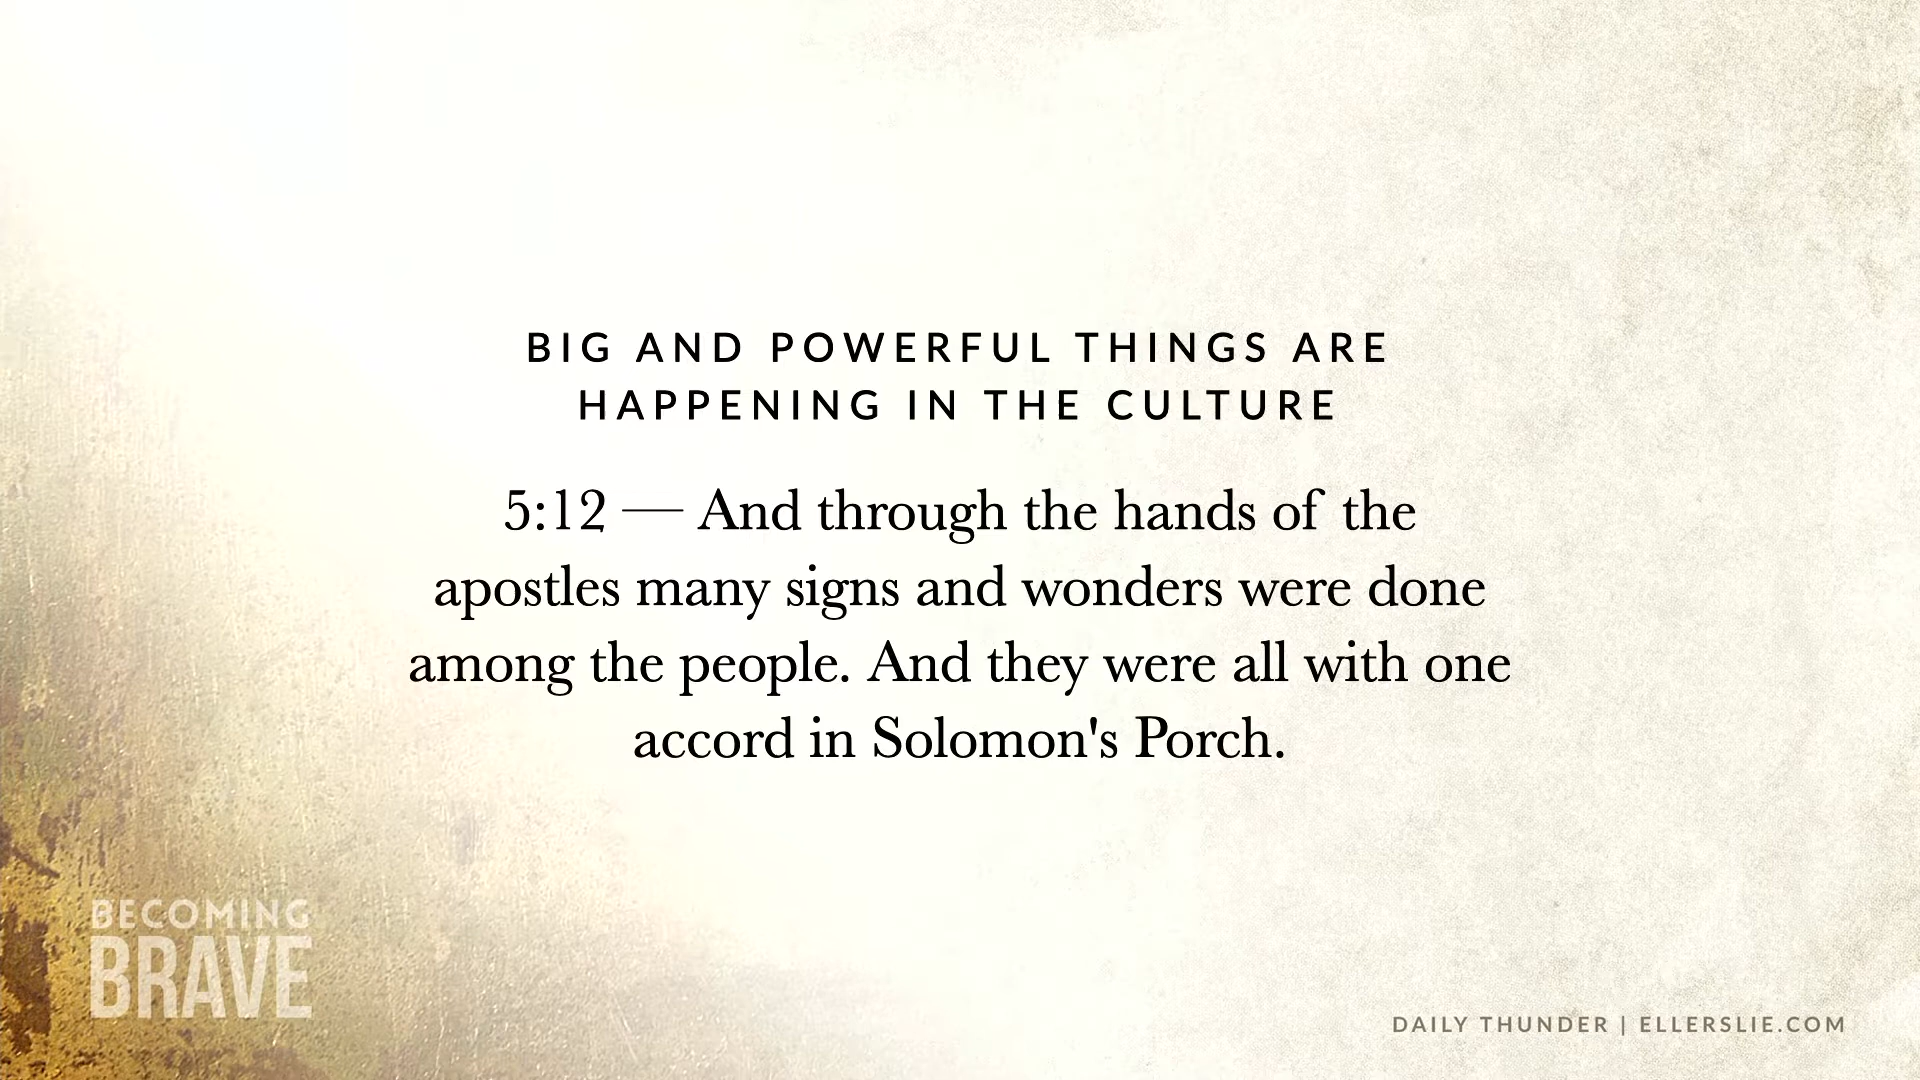 BIG AND POWERFUL THINGS ARE
HAPPENING IN THE CULTURE
5:12 — And through the hands of the
apostles many signs and wonders were done
among the people. And they were all with one
accord in Solomon's Porch.
BECOMING
BRAVE
DAILY THUNDER | ELLERSLIE.COM